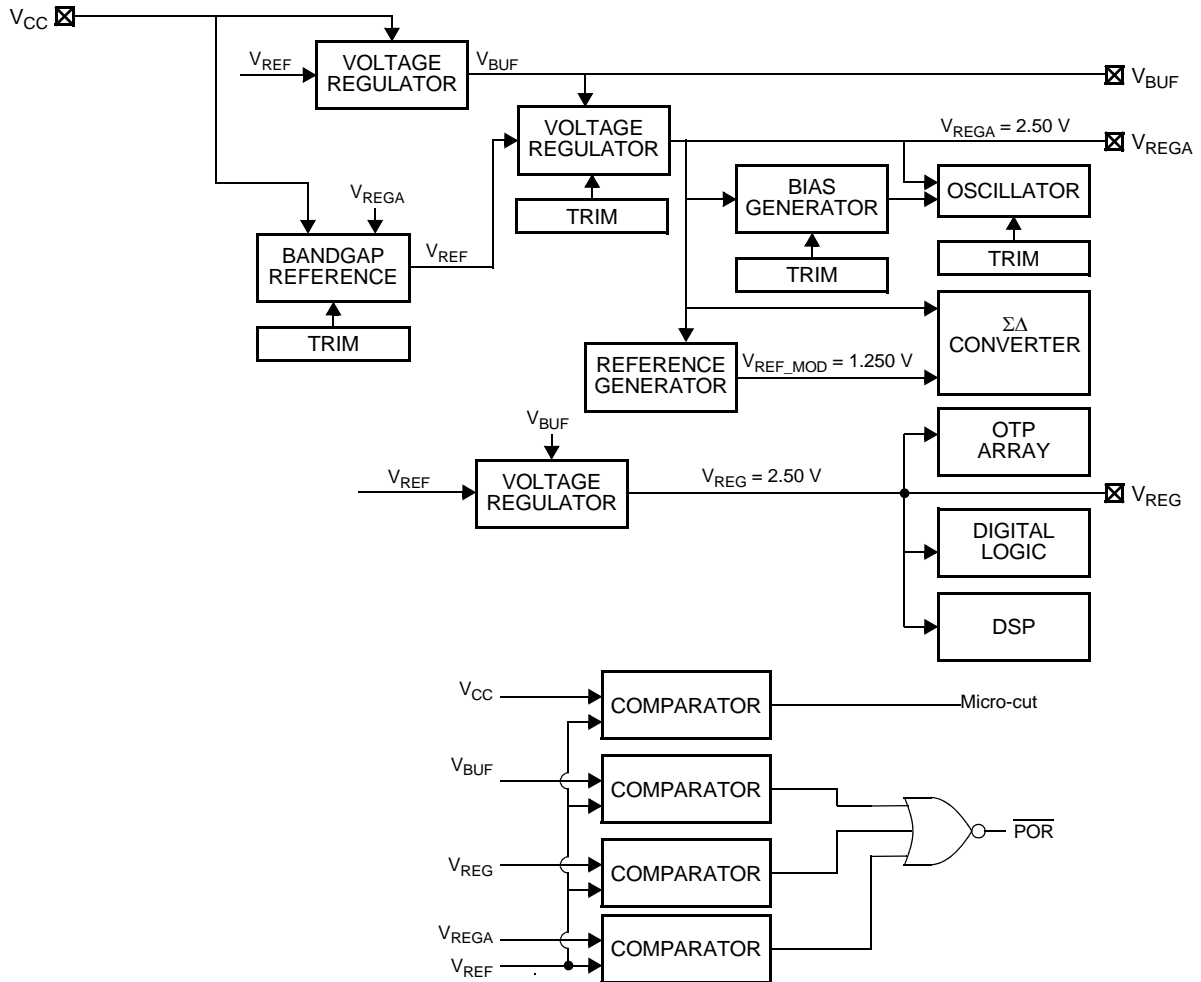 VCC
VREF
VOLTAGE
REGULATOR
VBUF
VBUF
VOLTAGE
REGULATOR
VREGA = 2.50 V
VREGA
TRIM
BIAS
GENERATOR
OSCILLATOR
TRIM
TRIM
VREGA
BANDGAP
REFERENCE
VREF
TRIM
ΣΔ
CONVERTER
REFERENCE
GENERATOR
VREF_MOD = 1.250 V
VBUF
VREF
VOLTAGE
REGULATOR
VREG = 2.50 V
OTP
ARRAY
VREG
DIGITAL
LOGIC
DSP
VCC
COMPARATOR
Micro-cut
VBUF
COMPARATOR
POR
VREG
COMPARATOR
VREGA
VREF
COMPARATOR